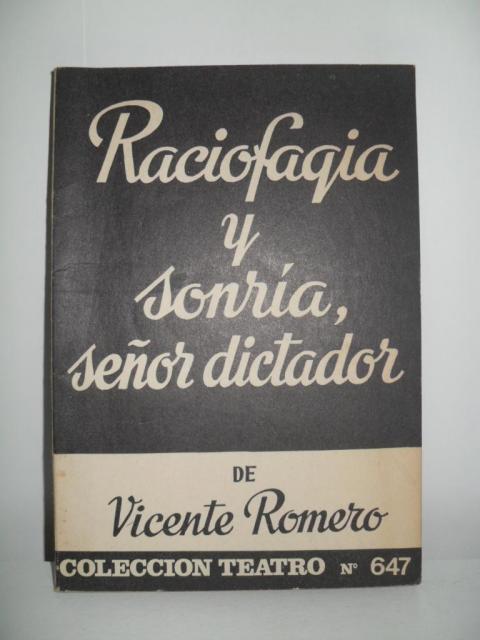 Raciofagia
y
sonría,
señor dictador
DE
Vicente Romero
COLECCION TEATRO Nº 647